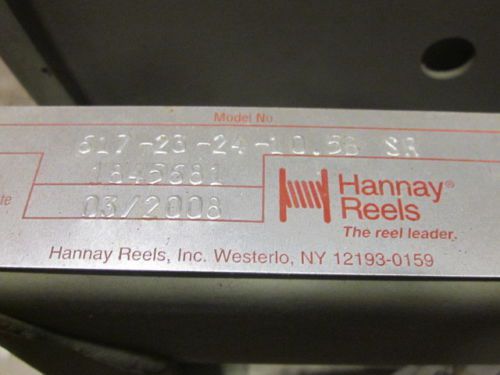 Model No
617-23-24-10.5B SR
1845681
03/2008
Hannay®
Reels
The reel leader.
Hannay Reels, Inc. Westerlo, NY 12193-0159